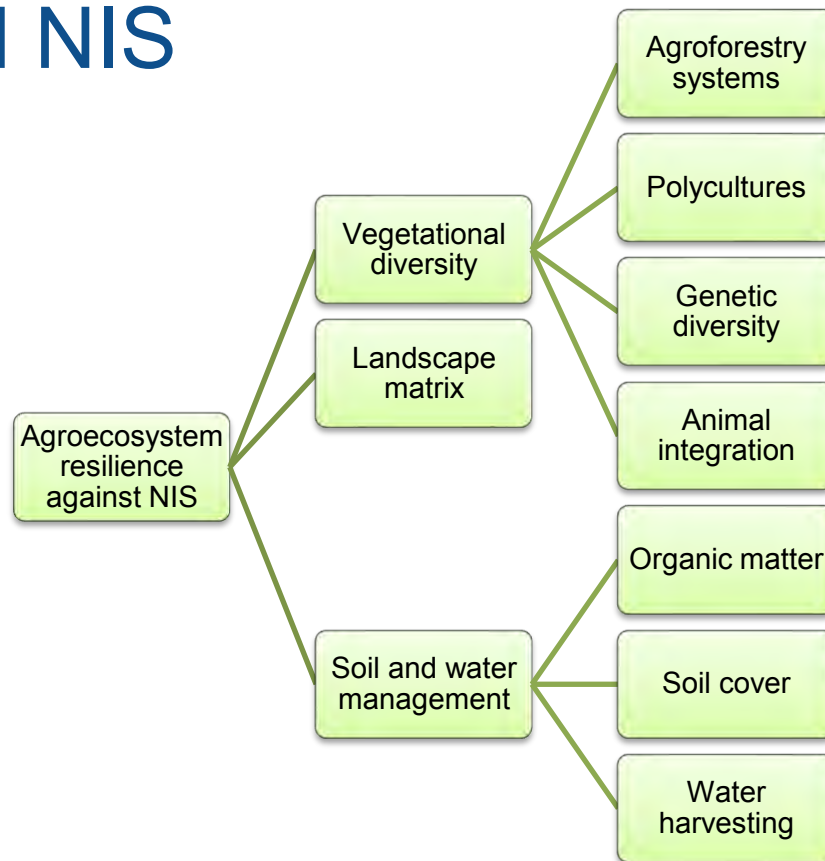 NIS
Agroforestry
systems
Polycultures
Vegetational
diversity
Genetic
diversity
Landscape
matrix
Animal
integration
Agroecosystem
resilience
against NIS
Organic matter
Soil and water
management
Soil cover
Water
harvesting